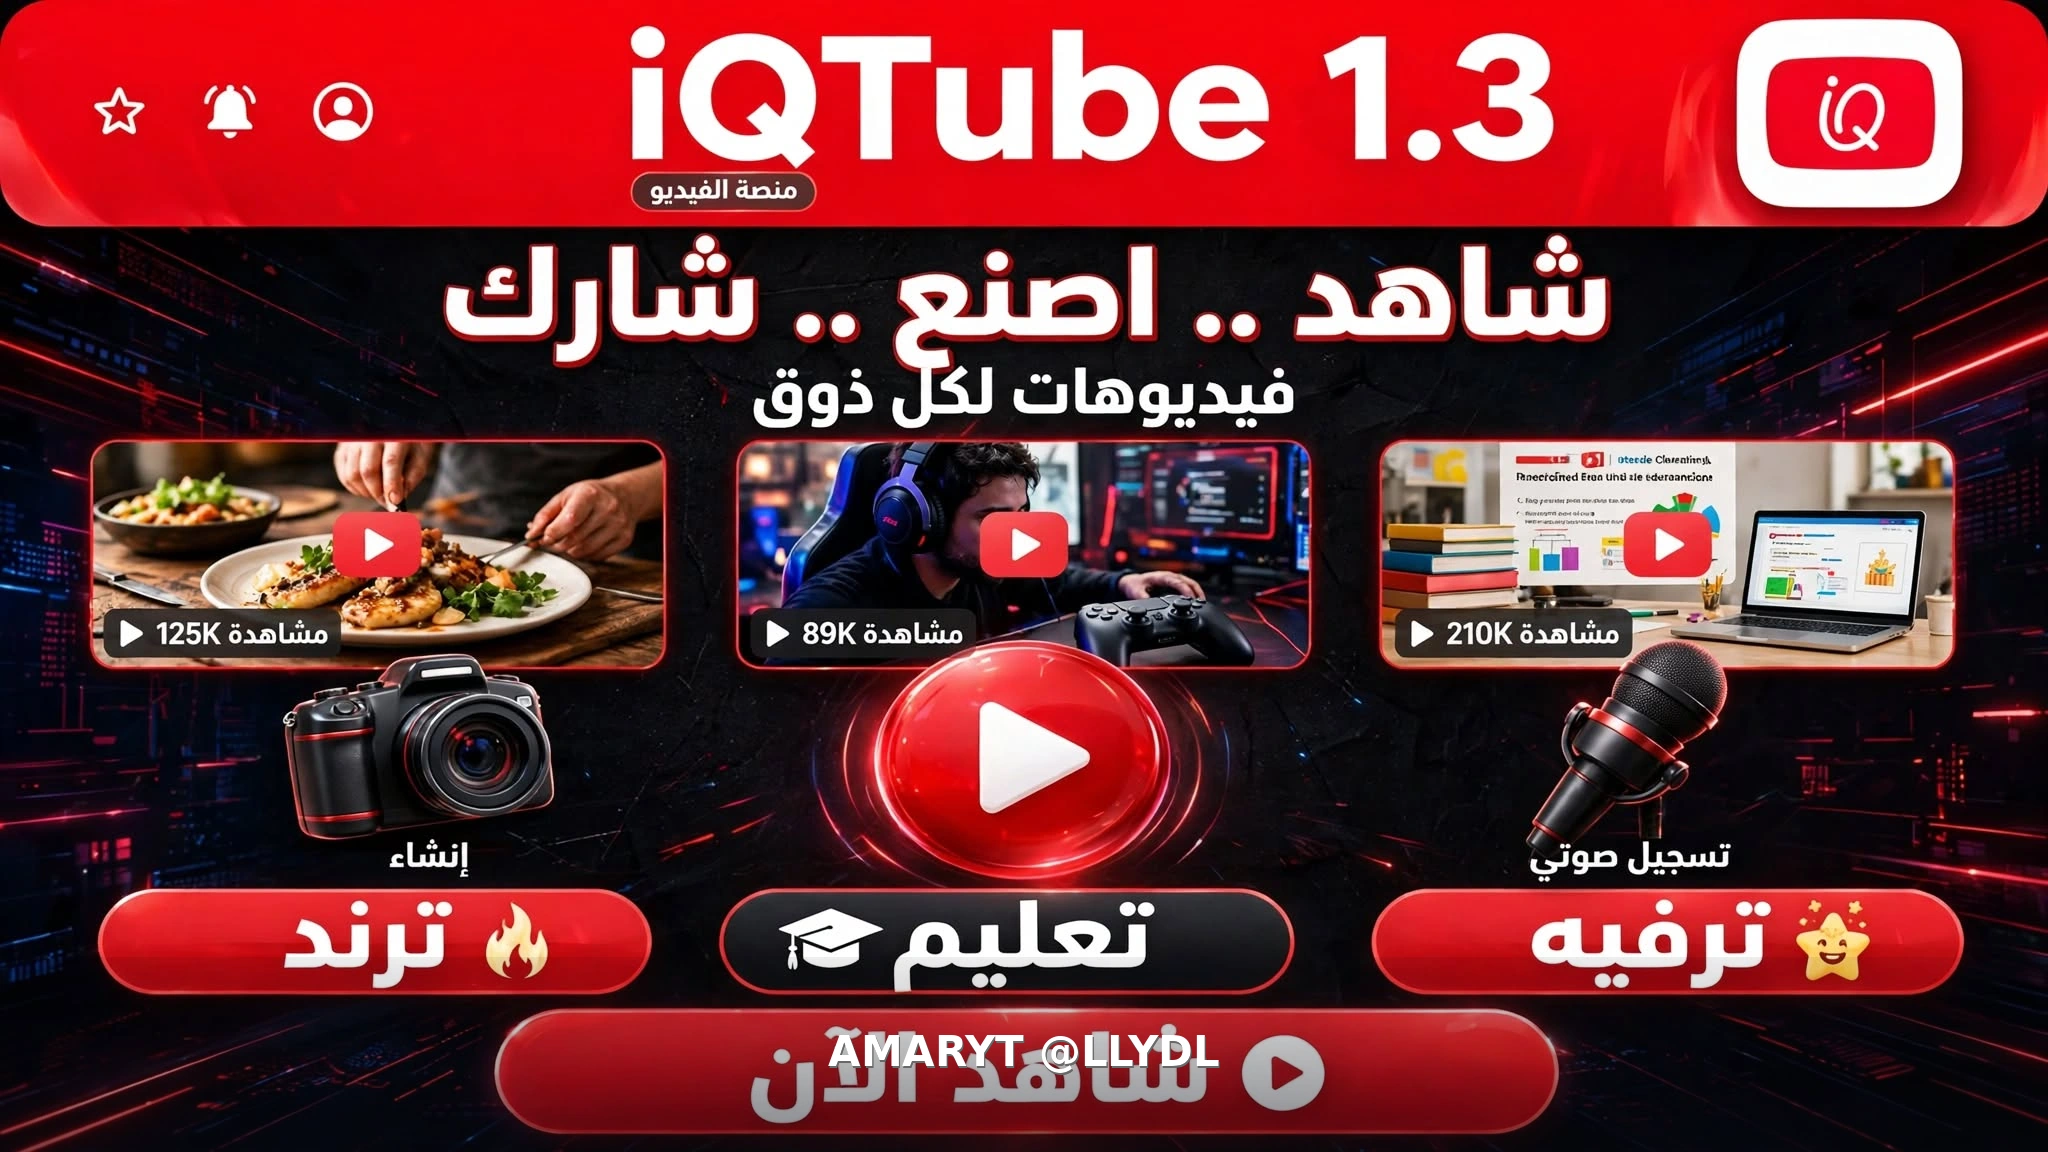 iQTube 1.3
iQ
منصة الفيديو
شاهد .. اصنع .. شارك
فيديوهات لكل ذوق
125K مشاهدة
89K مشاهدة
210K مشاهدة
إنشاء
تسجيل صوتي
ترند
تعليم
ترفيه
شاهد الآن
AMARYT @LLYDL